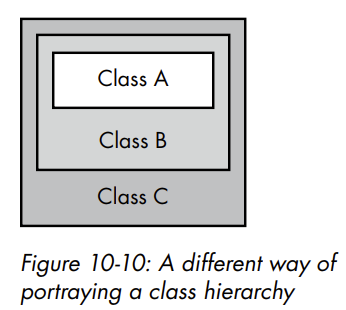 Class A
Class B
Class C
Figure 10-10: A different way of
portraying a class hierarchy